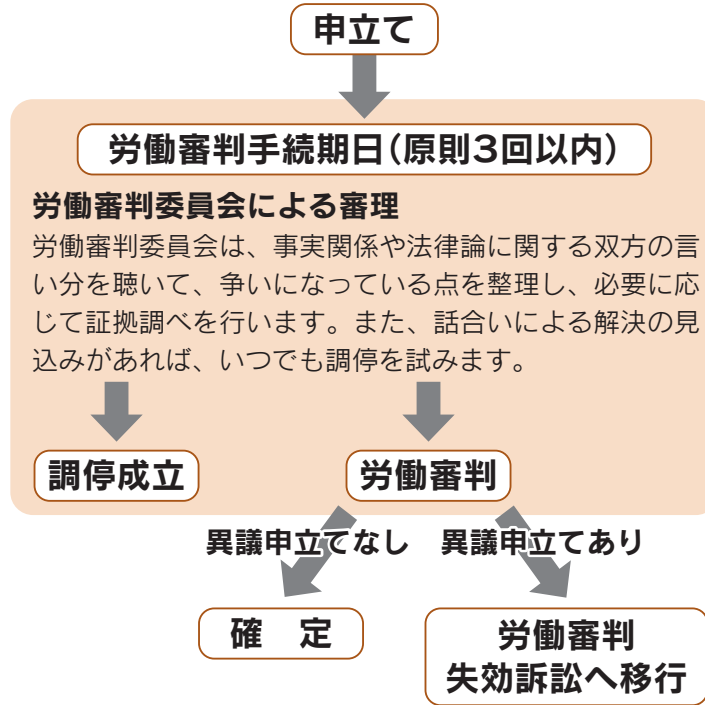 申立て
労働審判手続期日（原則3回以内）
労働審判委員会による審理
労働審判委員会は、事実関係や法律論に関する双方の言
い分を聴いて、争いになっている点を整理し、必要に応
じて証拠調べを行います。また、話合いによる解決の見
込みがあれば、いつでも調停を試みます。
調停成立
労働審判
異議申立てなし
異議申立てあり
確　定
労働審判
失効訴訟へ移行